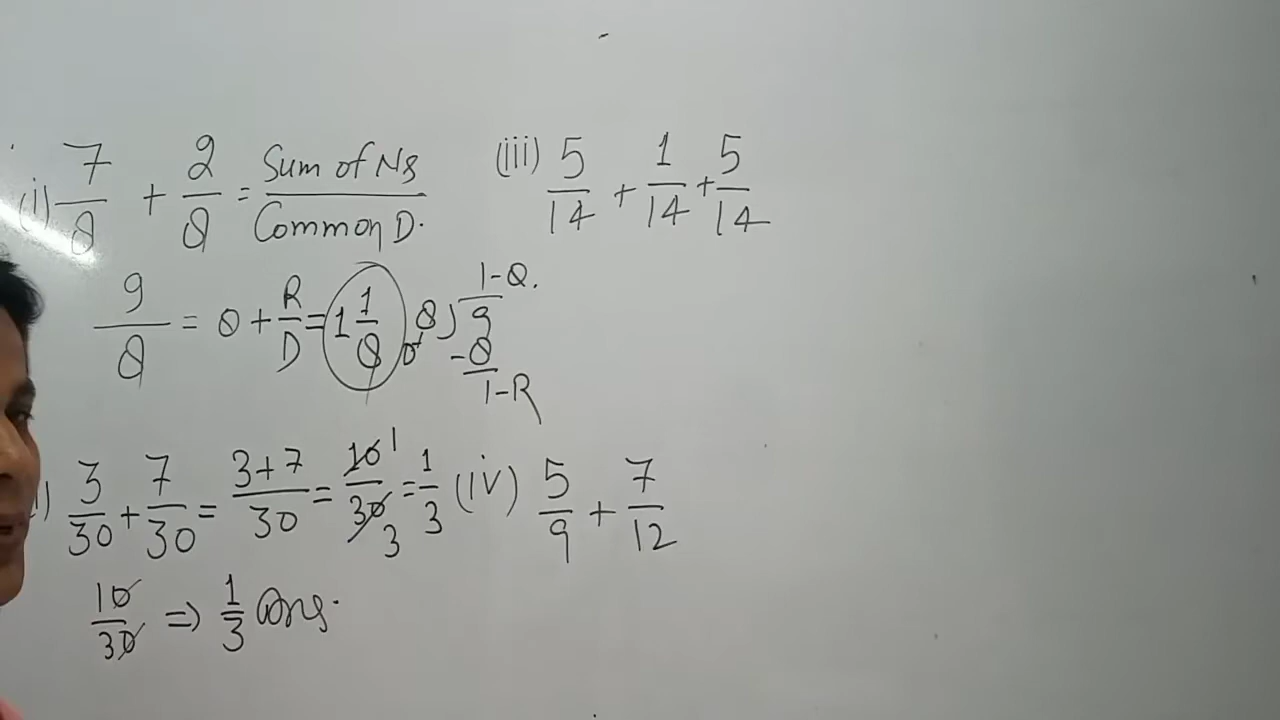 (i) 7/8 + 2/8 = Sum of Ns/Common D.
9/8 = Q + R/D = 1 1/8
8) 9
1-Q.
-8
1-R
3/30 + 7/30 = 3+7/30 = 10/30 1 3 = 1/3
10/30 => 1/3 Ans.
(iii) 5/14 + 1/14 + 5/14
(iv) 5/9 + 7/12